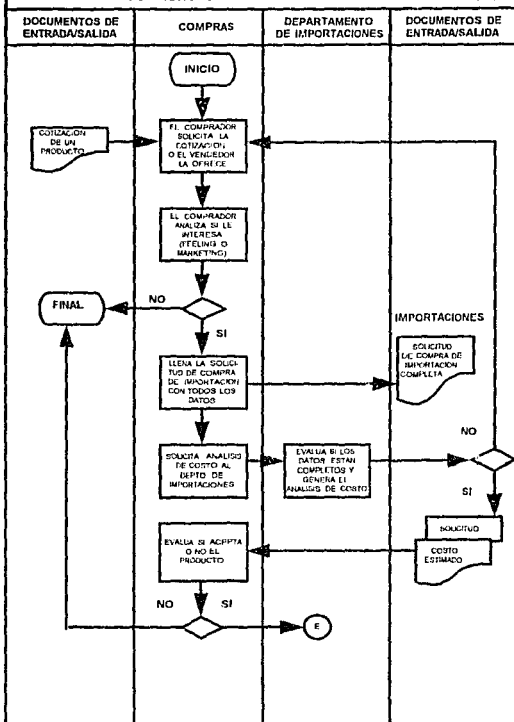 DOCUMENTOS DE
ENTRADA/SALIDA
COMPRAS
DEPARTAMENTO
DE IMPORTACIONES
DOCUMENTOS DE
ENTRADA/SALIDA
INICIO
COTIZACION
DE UN
PRODUCTO
EL COMPRADOR
SOLICITA LA
COTIZACION
O EL VENDEDOR
LA OFRECE
EL COMPRADOR
ANALIZA SI LE
INTERESA
(FEELING O
MARKETING)
FINAL
NO
SI
IMPORTACIONES
SOLICITUD
DE COMPRA DE
IMPORTACION
COMPLETA
LLENA LA SOLICI
TUD DE COMPRA
DE IMPORTACION
CON TODOS LOS
DATOS
SOLICITA ANALISIS
DE COSTO AL
DEPTO DE
IMPORTACIONES
EVALUA SI LOS
DATOS ESTAN
COMPLETOS Y
GENERA EL
ANALISIS DE COSTO
NO
SI
SOLICITUD
COSTO
ESTIMADO
EVALUA SI ACEPTA
O NO EL
PRODUCTO
NO
SI
E